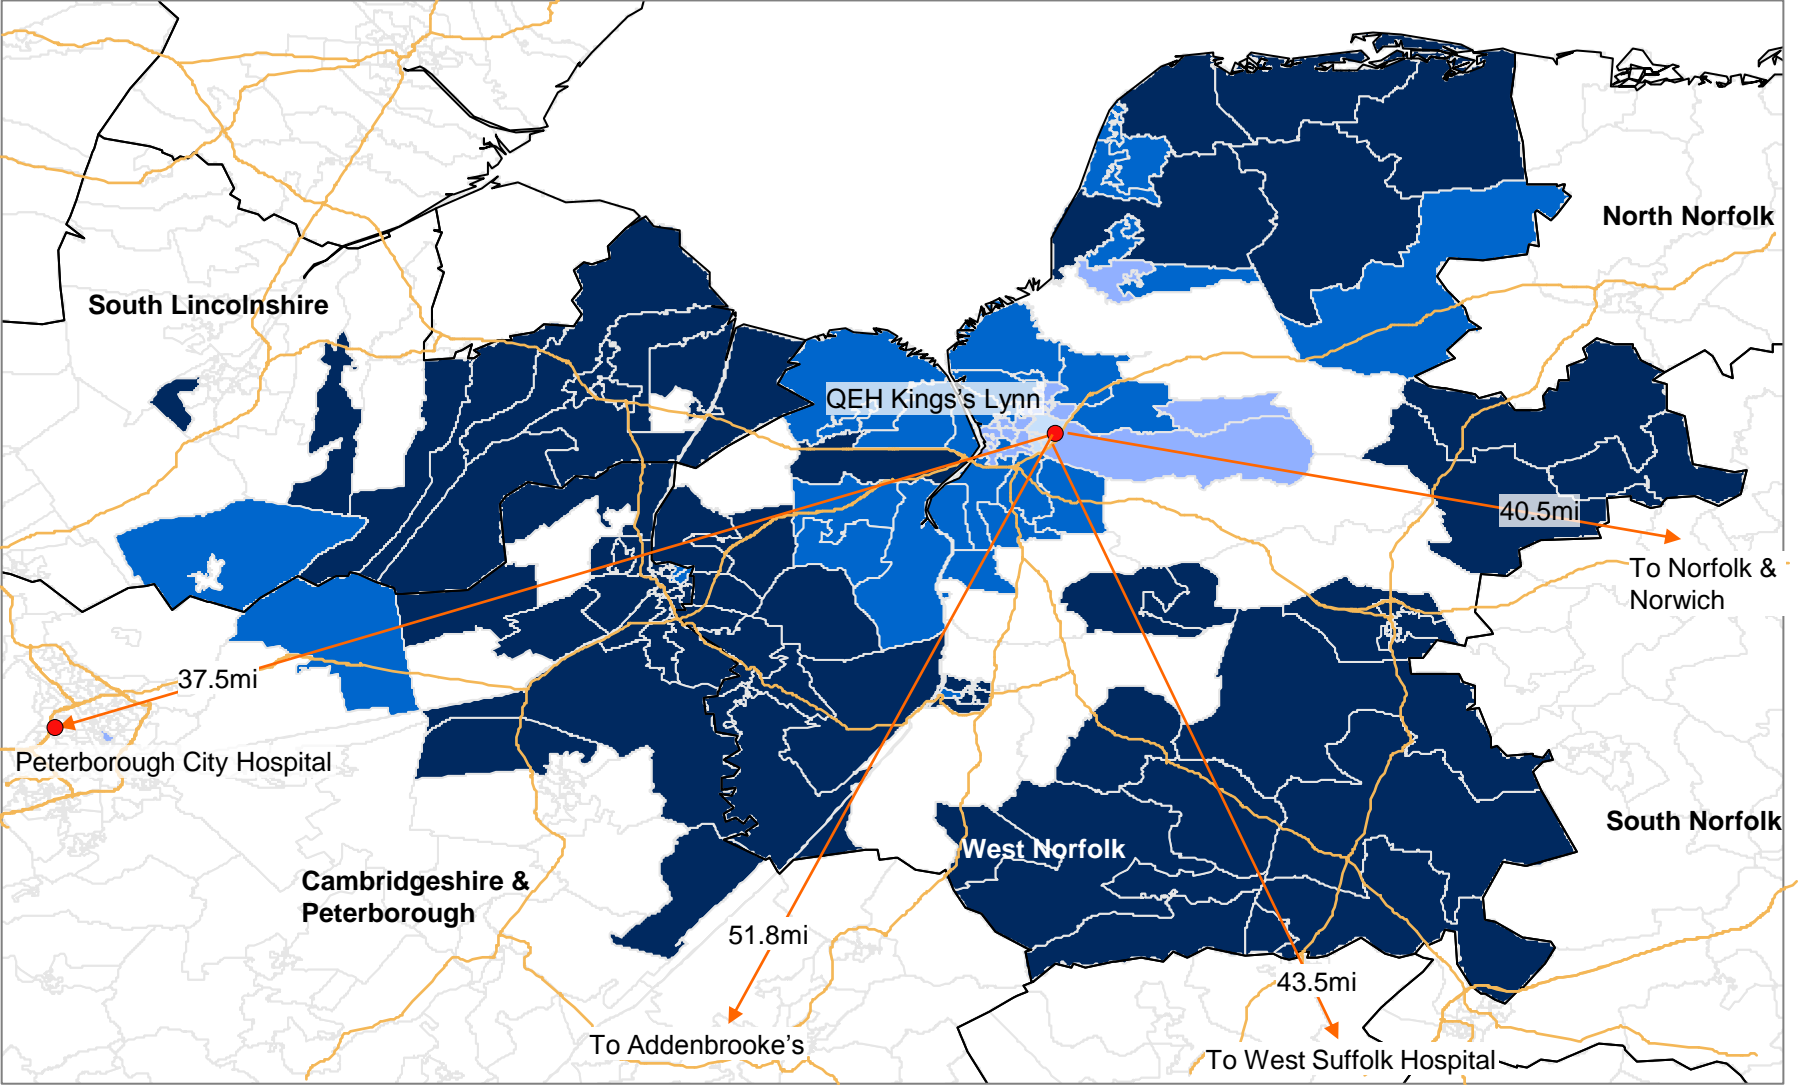 North Norfolk
South Lincolnshire
QEH Kings's Lynn
40.5mi
To Norfolk &
Norwich
37.5mi
Peterborough City Hospital
South Norfolk
West Norfolk
Cambridgeshire &
Peterborough
51.8mi
43.5mi
To Addenbrooke's
To West Suffolk Hospital